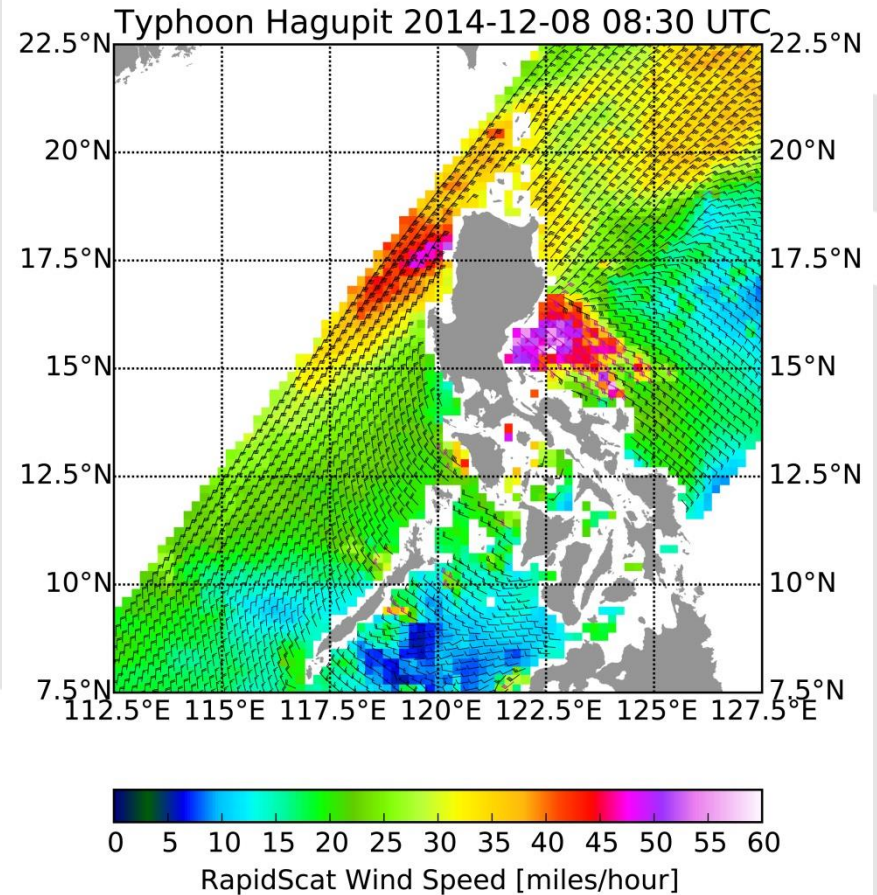 Typhoon Hagupit 2014-12-08 08:30 UTC
22.5°N 22.5°N
20°N 20°N
17.5°N 17.5°N
15°N 15°N
12.5°N 12.5°N
10°N 10°N
7.5°N 7.5°N
112.5°E 115°E 117.5°E 120°E 122.5°E 125°E 127.5°E
0 5 10 15 20 25 30 35 40 45 50 55 60
RapidScat Wind Speed [miles/hour]